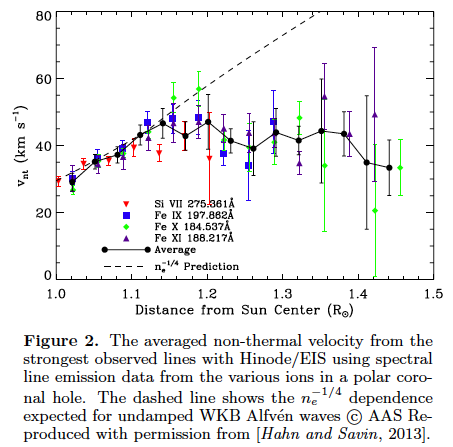 80
60
40
20
0
v_nt (km s⁻¹)
Si VII 275.361Å
Fe IX 197.862Å
Fe X 184.537Å
Fe XI 188.217Å
Average
n_e^-1/4 Prediction
1.0 1.1 1.2 1.3 1.4 1.5
Distance from Sun Center (R☉)
Figure 2. The averaged non-thermal velocity from the
strongest observed lines with Hinode/EIS using spectral
line emission data from the various ions in a polar coro-
nal hole. The dashed line shows the n_e^−1/4 dependence
expected for undamped WKB Alfvén waves © AAS Re-
produced with permission from [Hahn and Savin, 2013].